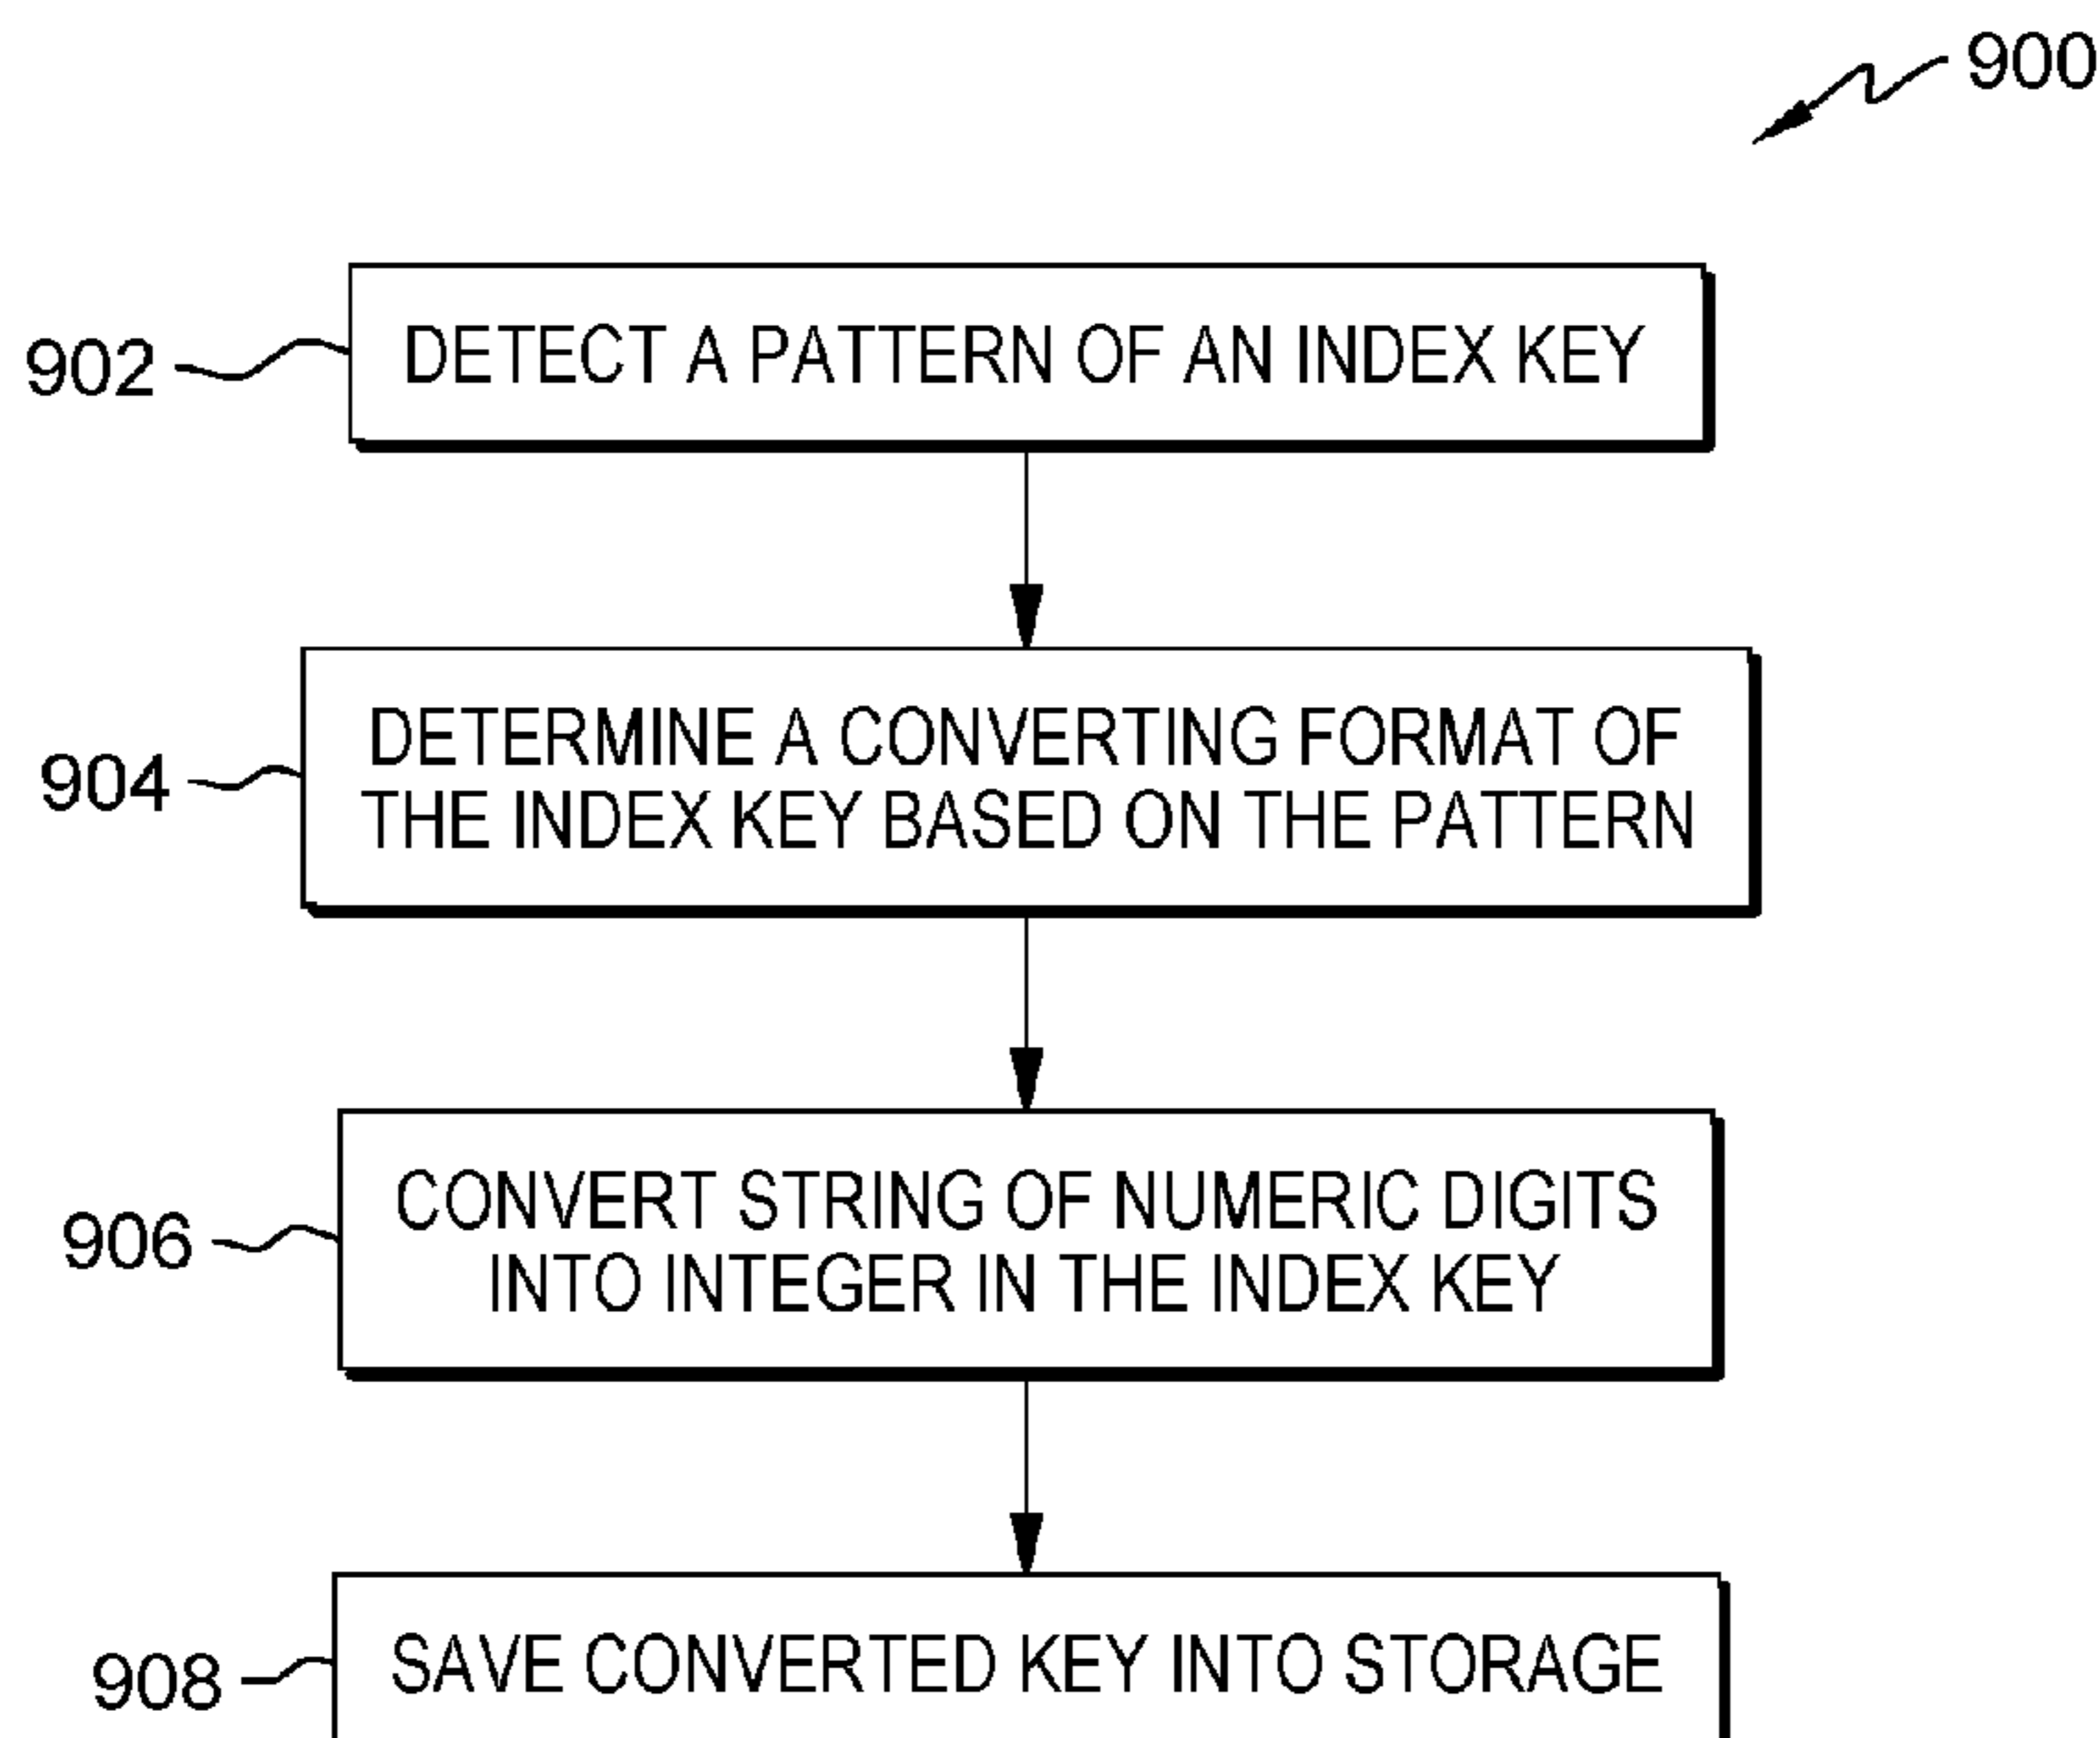 900
902
DETECT A PATTERN OF AN INDEX KEY
904
DETERMINE A CONVERTING FORMAT OF
THE INDEX KEY BASED ON THE PATTERN
906
CONVERT STRING OF NUMERIC DIGITS
INTO INTEGER IN THE INDEX KEY
908
SAVE CONVERTED KEY INTO STORAGE